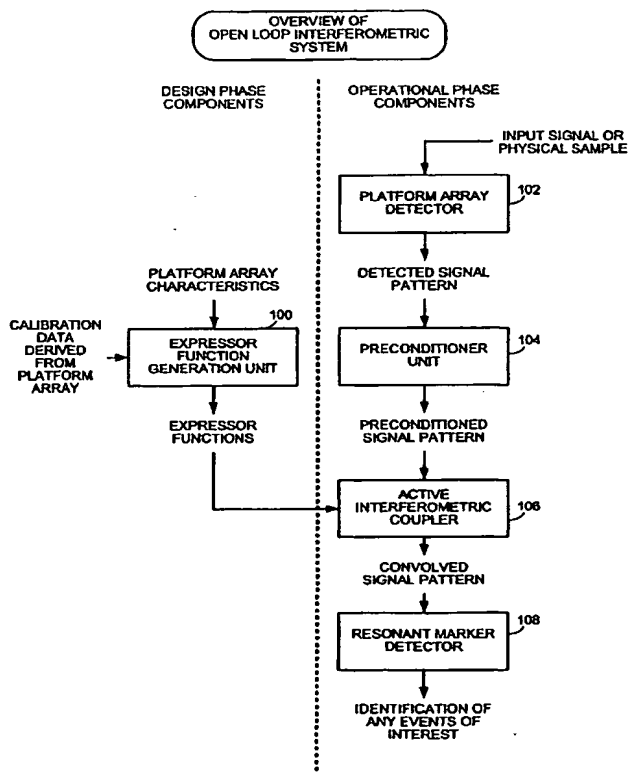 OVERVIEW OF
OPEN LOOP INTERFEROMETRIC
SYSTEM
DESIGN PHASE
COMPONENTS
OPERATIONAL PHASE
COMPONENTS
INPUT SIGNAL OR
PHYSICAL SAMPLE
102
PLATFORM ARRAY
DETECTOR
DETECTED SIGNAL
PATTERN
PLATFORM ARRAY
CHARACTERISTICS
CALIBRATION
DATA
DERIVED
FROM
PLATFORM
ARRAY
100
EXPRESSOR
FUNCTION
GENERATION UNIT
104
PRECONDITIONER
UNIT
EXPRESSOR
FUNCTIONS
PRECONDITIONED
SIGNAL PATTERN
ACTIVE
INTERFEROMETRIC
COUPLER
106
CONVOLVED
SIGNAL PATTERN
108
RESONANT MARKER
DETECTOR
IDENTIFICATION OF
ANY EVENTS OF
INTEREST